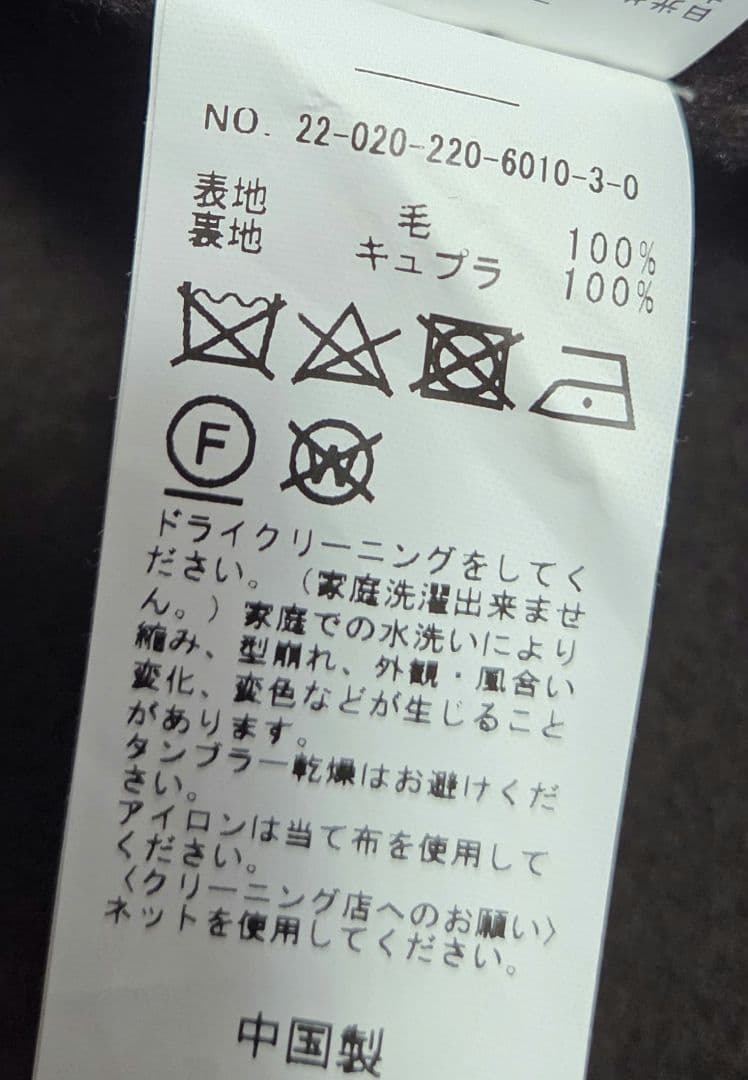 日光
NO. 22-020-220-6010-3-0
表地 毛 100%
裏地 キュプラ 100%
F
W
ドライクリーニングをしてく
ださい。(家庭洗濯出来ませ
ん。)家庭での水洗いにより
縮み、型崩れ、外観・風合い
変化、変色などが生じること
があります。
タンブラー乾燥はお避けくだ
さい。
アイロンは当て布を使用して
ください。
〈クリーニング店へのお願い〉
ネットを使用してください。
中国製